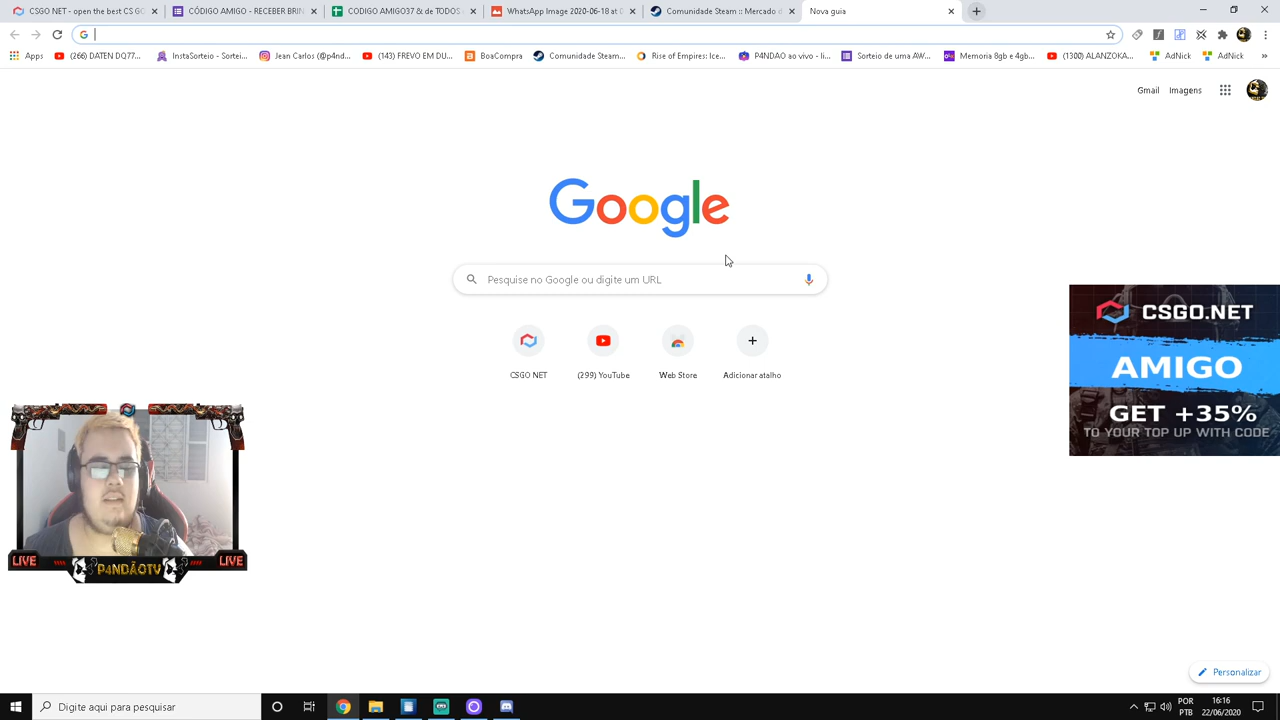 CSGO NET - open the best CS GO
CÓDIGO AMIGO - RECEBER BRIN
CODIGO AMIGO37 & de TODOS
WhatsApp Image 2020-06-18 at 0
Comunidade Steam :: Mercado d
Nova guia
Apps
(266) DATEN DQ77...
InstaSorteio - Sortei...
Jean Carlos (@p4nd...
(143) FREVO EM DU...
BoaCompra
Comunidade Steam...
Rise of Empires: Ice...
P4NDAO ao vivo - li...
Sorteio de uma AW...
Memoria 8gb e 4gb...
(1300) ALANZOKA...
AdNick
AdNick
Gmail
Imagens
Google
Pesquise no Google ou digite um URL
CSGO NET
(299) YouTube
Web Store
Adicionar atalho
CSGO.NET
AMIGO
GET +35%
TO YOUR TOP UP WITH CODE
LIVE
P4NDÃOTV
LIVE
Personalizar
Digite aqui para pesquisar
POR
PTB
16:16
22/06/2020